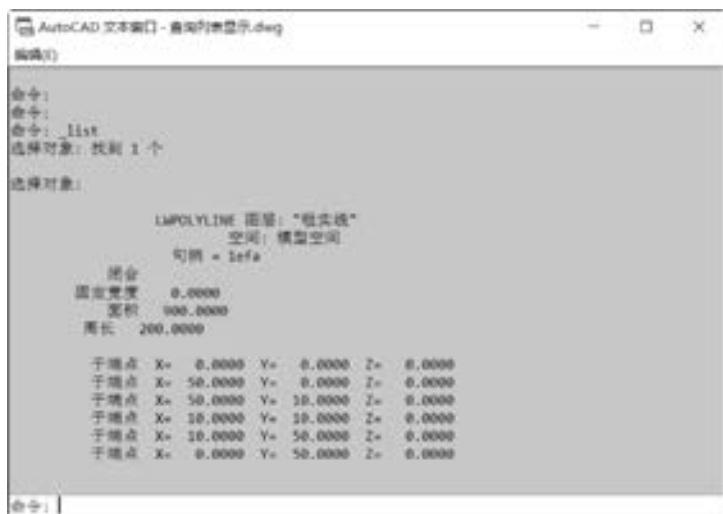 AutoCAD 文本窗口 - 查询列表显示.dwg
编辑(E)
命令:
命令:
命令: _list
选择对象: 找到 1 个
选择对象:
LWPOLYLINE 图层: "粗实线"
空间: 模型空间
句柄 = 1efa
闭合
固定宽度 0.0000
面积 900.0000
周长 200.0000
于端点 X= 0.0000 Y= 0.0000 Z= 0.0000
于端点 X= 50.0000 Y= 0.0000 Z= 0.0000
于端点 X= 50.0000 Y= 10.0000 Z= 0.0000
于端点 X= 10.0000 Y= 10.0000 Z= 0.0000
于端点 X= 10.0000 Y= 50.0000 Z= 0.0000
于端点 X= 0.0000 Y= 50.0000 Z= 0.0000
命令: